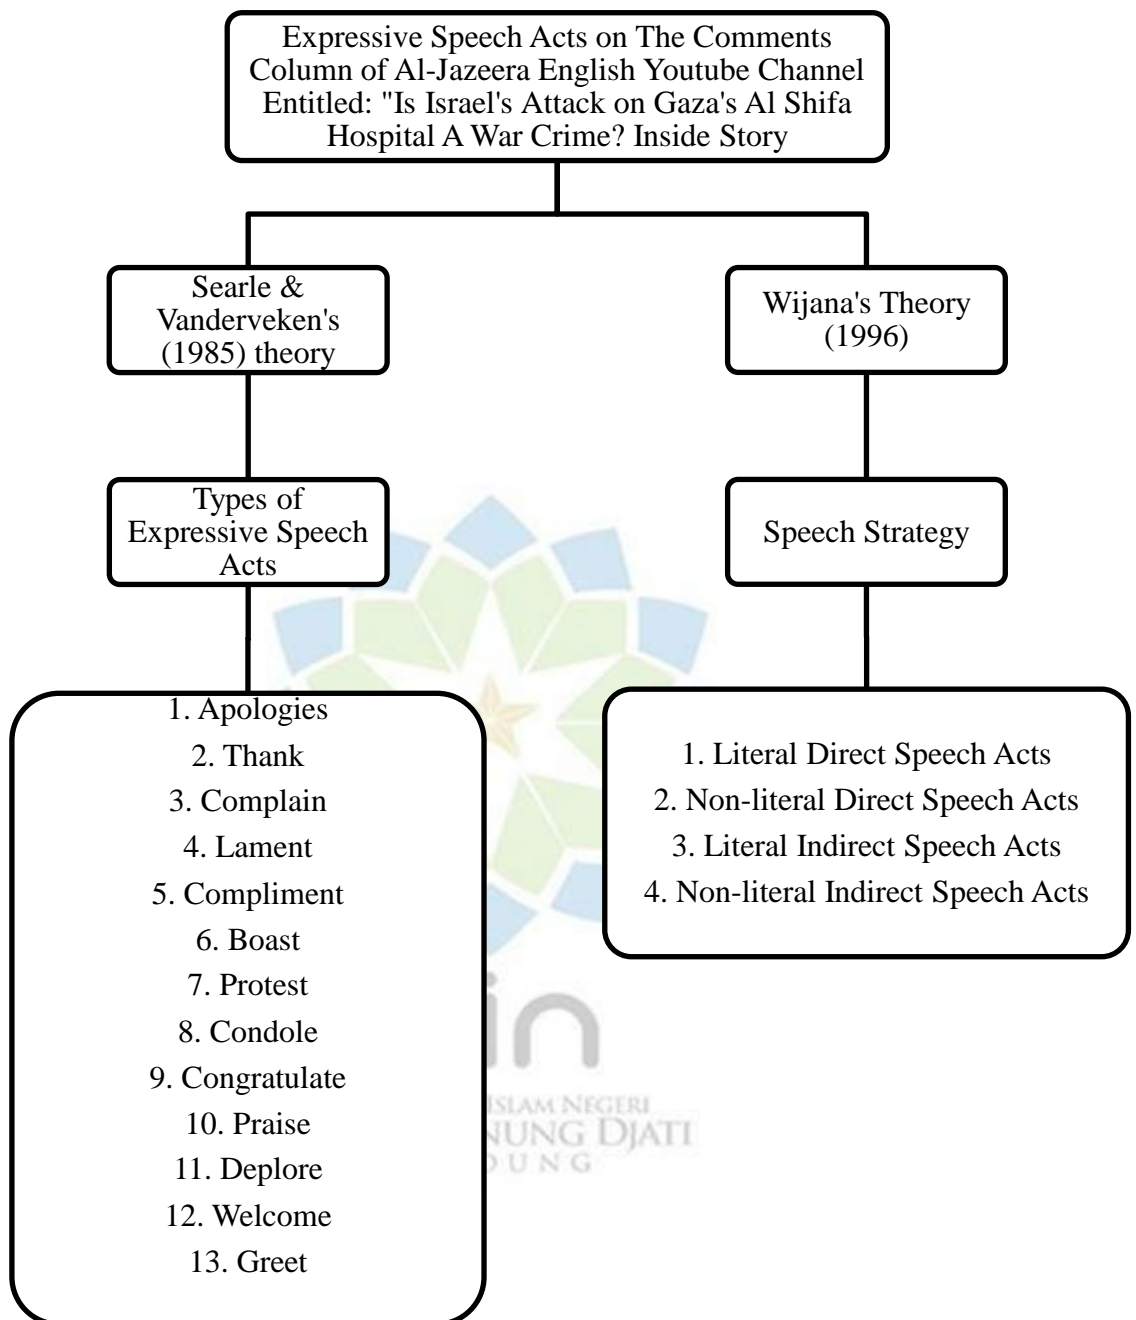 Expressive Speech Acts on The Comments
Column of Al-Jazeera English Youtube Channel
Entitled: "Is Israel's Attack on Gaza's Al Shifa
Hospital A War Crime? Inside Story
Searle &
Vanderveken's
(1985) theory
Wijana's Theory
(1996)
Types of
Expressive Speech
Acts
Speech Strategy
1. Apologies
2. Thank
3. Complain
4. Lament
5. Compliment
6. Boast
7. Protest
8. Condole
9. Congratulate
10. Praise
11. Deplore
12. Welcome
13. Greet
1. Literal Direct Speech Acts
2. Non-literal Direct Speech Acts
3. Literal Indirect Speech Acts
4. Non-literal Indirect Speech Acts
ISLAM NEGERI
DJATI